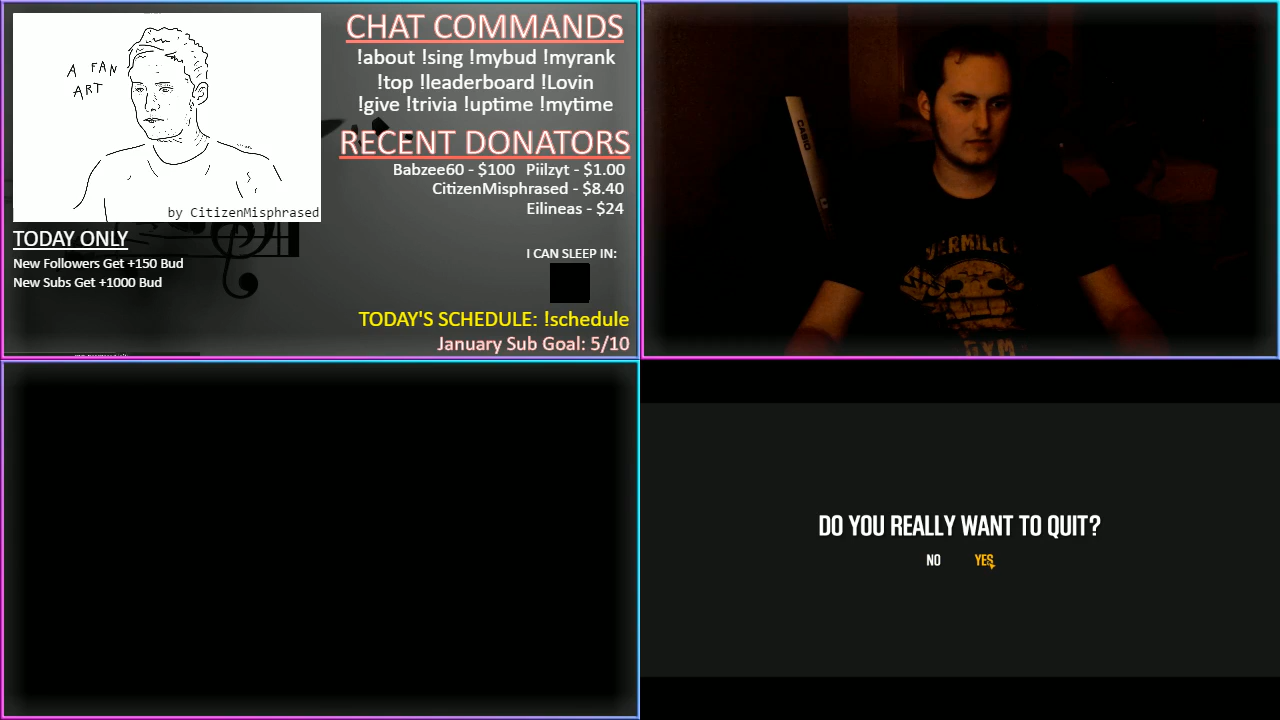 A FAN
ART
by CitizenMisphrased
CHAT COMMANDS
!about !sing !mybud !myrank
!top !leaderboard !Lovin
!give !trivia !uptime !mytime
RECENT DONATORS
Babzee60 - $100 Piilzyt - $1.00
CitizenMisphrased - $8.40
Eilineas - $24
TODAY ONLY
New Followers Get +150 Bud
New Subs Get +1000 Bud
I CAN SLEEP IN:
TODAY'S SCHEDULE: !schedule
January Sub Goal: 5/10
CASIO
GYM
DO YOU REALLY WANT TO QUIT?
NO YES